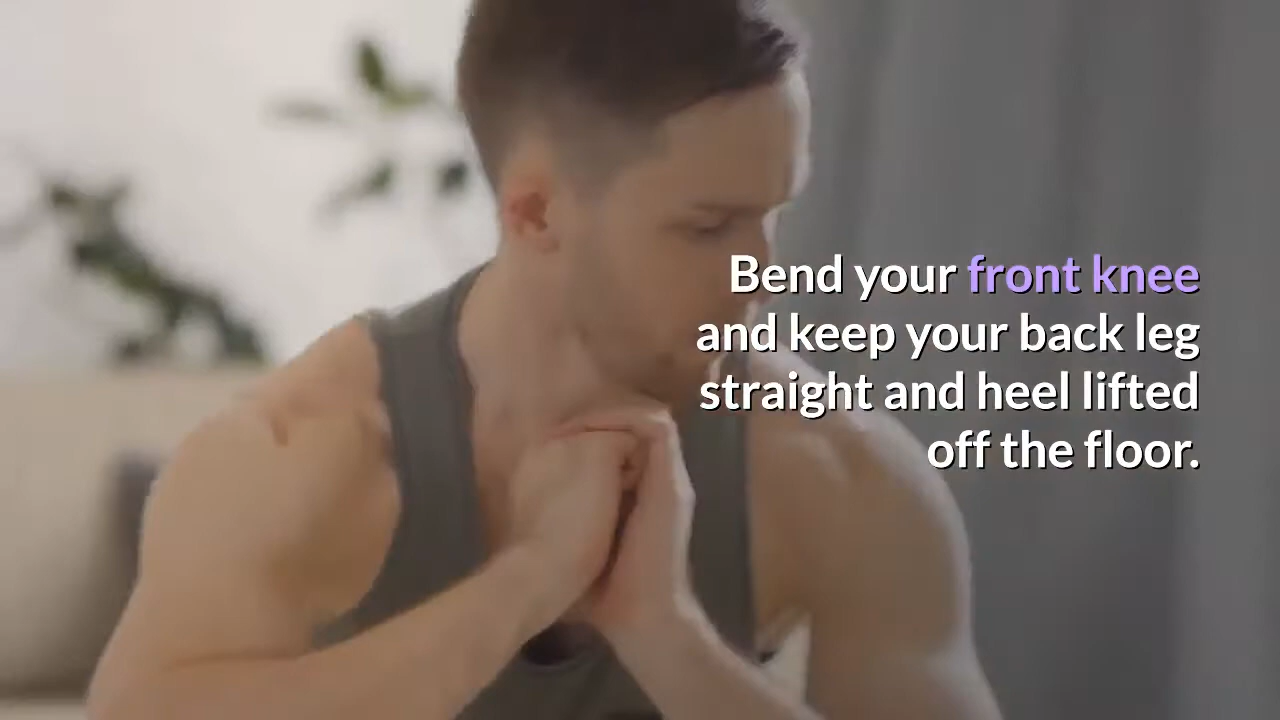 Bend your front knee
and keep your back leg
straight and heel lifted
off the floor.